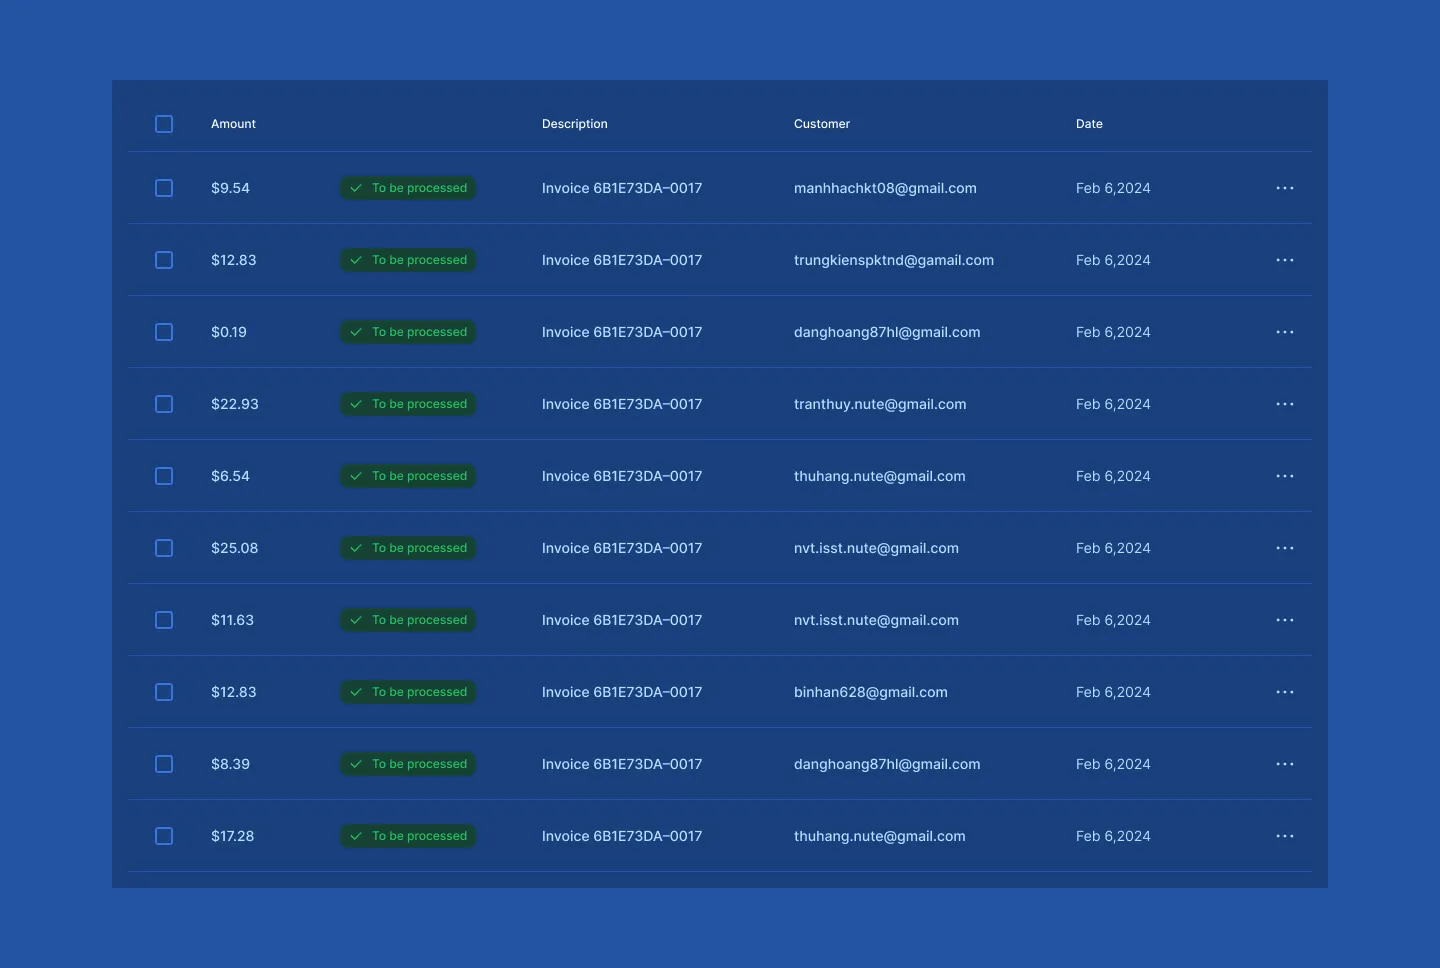 Amount Description Customer Date
$9.54 To be processed Invoice 6B1E73DA–0017 manhhachkt08@gmail.com Feb 6,2024
$12.83 To be processed Invoice 6B1E73DA–0017 trungkienspktnd@gamail.com Feb 6,2024
$0.19 To be processed Invoice 6B1E73DA–0017 danghoang87hl@gmail.com Feb 6,2024
$22.93 To be processed Invoice 6B1E73DA–0017 tranthuy.nute@gmail.com Feb 6,2024
$6.54 To be processed Invoice 6B1E73DA–0017 thuhang.nute@gmail.com Feb 6,2024
$25.08 To be processed Invoice 6B1E73DA–0017 nvt.isst.nute@gmail.com Feb 6,2024
$11.63 To be processed Invoice 6B1E73DA–0017 nvt.isst.nute@gmail.com Feb 6,2024
$12.83 To be processed Invoice 6B1E73DA–0017 binhan628@gmail.com Feb 6,2024
$8.39 To be processed Invoice 6B1E73DA–0017 danghoang87hl@gmail.com Feb 6,2024
$17.28 To be processed Invoice 6B1E73DA–0017 thuhang.nute@gmail.com Feb 6,2024